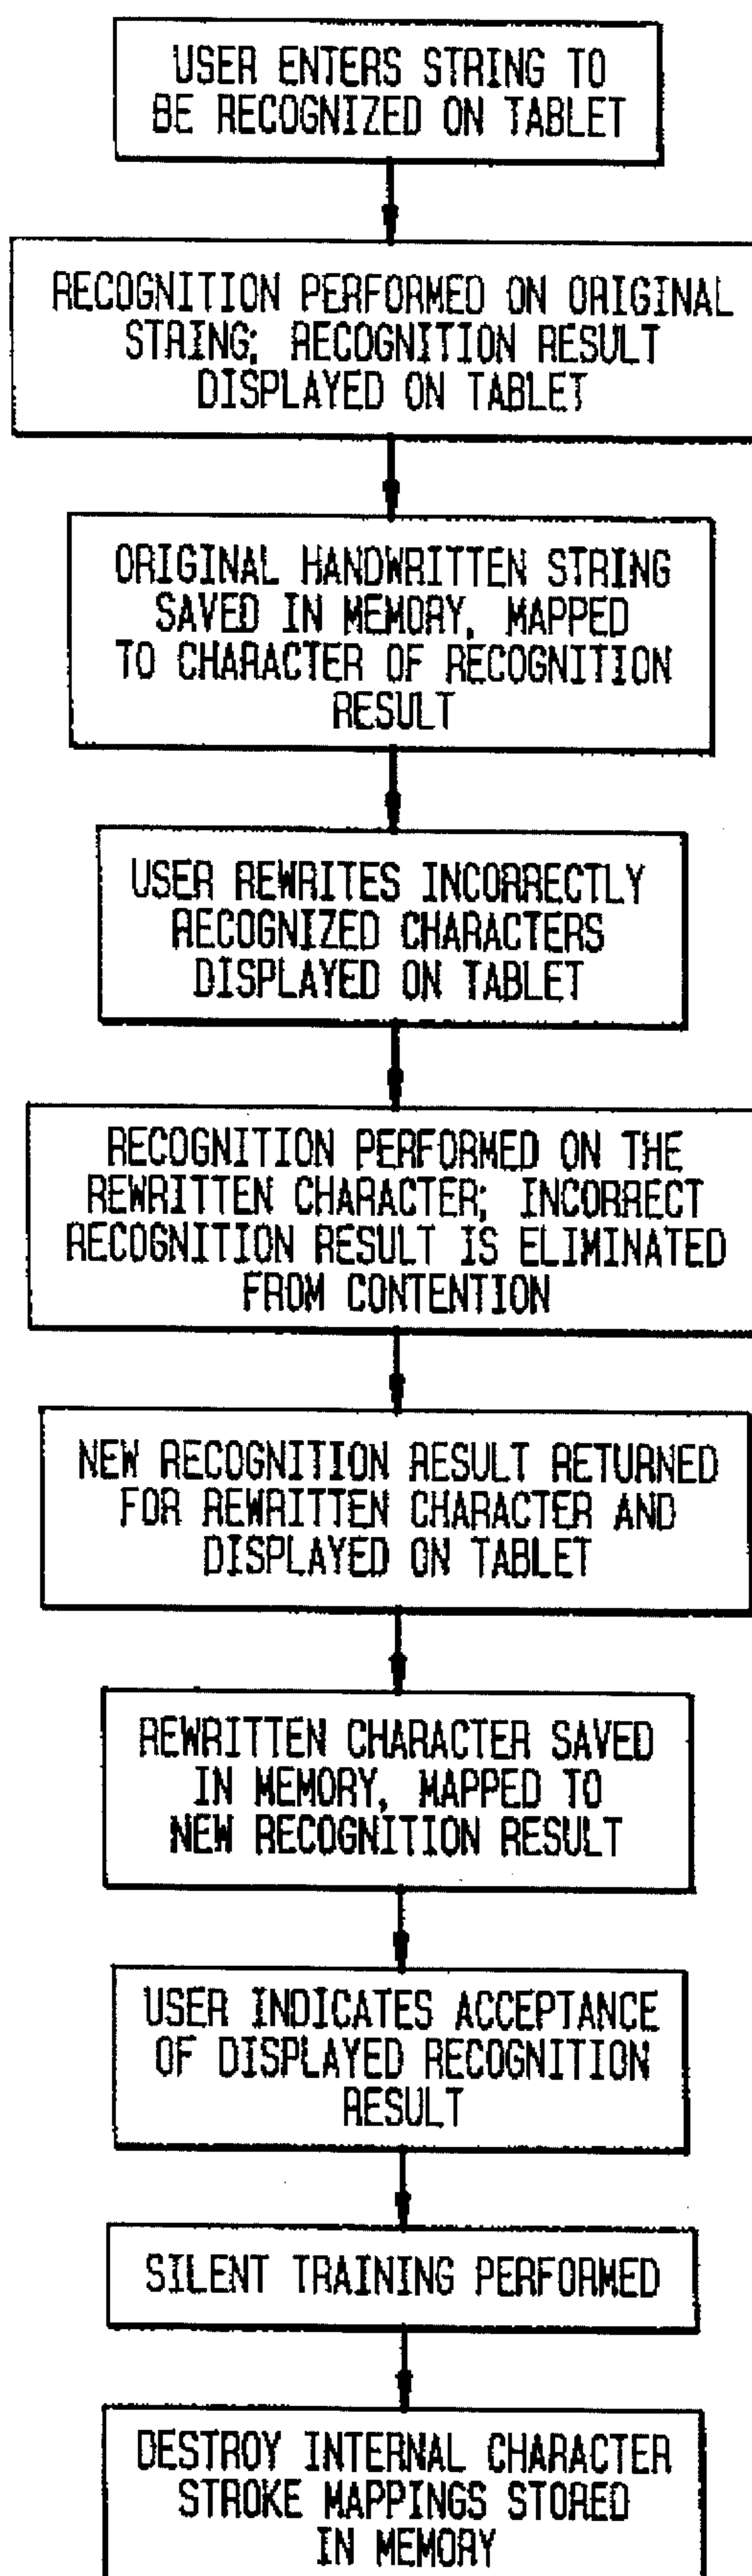 USER ENTERS STRING TO
BE RECOGNIZED ON TABLET
RECOGNITION PERFORMED ON ORIGINAL
STRING; RECOGNITION RESULT
DISPLAYED ON TABLET
ORIGINAL HANDWRITTEN STRING
SAVED IN MEMORY, MAPPED
TO CHARACTER OF RECOGNITION
RESULT
USER REWRITES INCORRECTLY
RECOGNIZED CHARACTERS
DISPLAYED ON TABLET
RECOGNITION PERFORMED ON THE
REWRITTEN CHARACTER; INCORRECT
RECOGNITION RESULT IS ELIMINATED
FROM CONTENTION
NEW RECOGNITION RESULT RETURNED
FOR REWRITTEN CHARACTER AND
DISPLAYED ON TABLET
REWRITTEN CHARACTER SAVED
IN MEMORY, MAPPED TO
NEW RECOGNITION RESULT
USER INDICATES ACCEPTANCE
OF DISPLAYED RECOGNITION
RESULT
SILENT TRAINING PERFORMED
DESTROY INTERNAL CHARACTER
STROKE MAPPINGS STORED
IN MEMORY